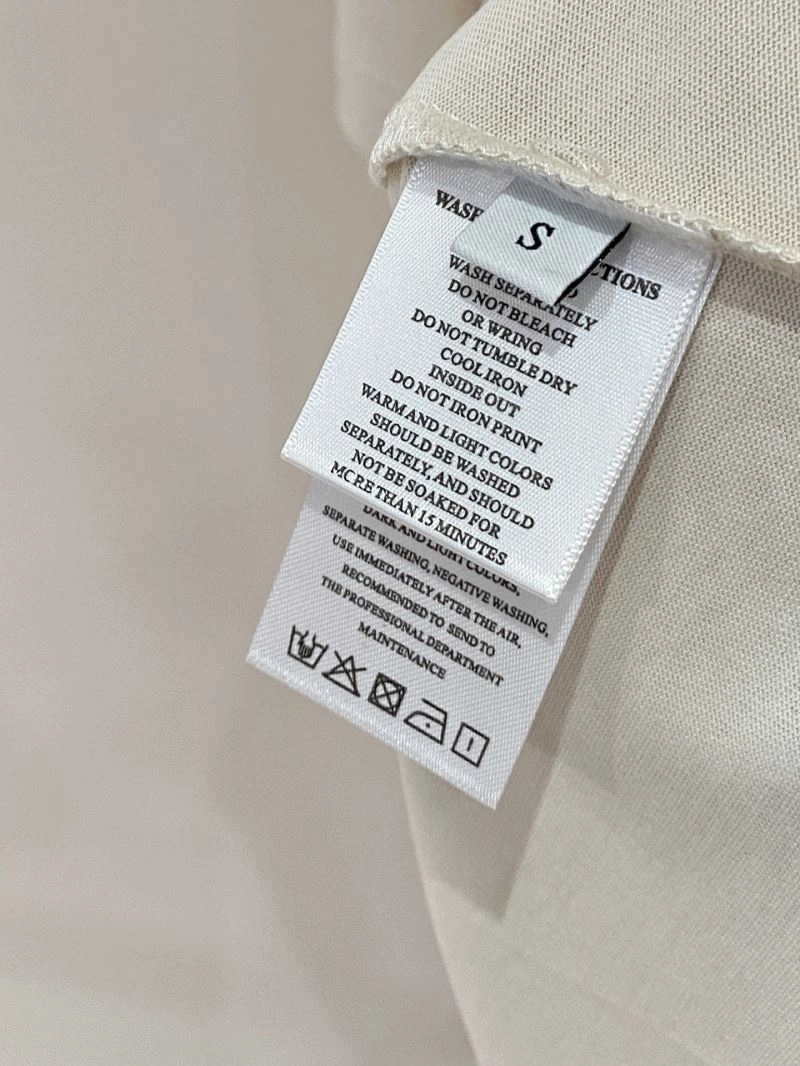 S
WASH SEPARATELY
DO NOT BLEACH
OR WRING
DO NOT TUMBLE DRY
COOL IRON
INSIDE OUT
DO NOT IRON PRINT
WARM AND LIGHT COLORS
SHOULD BE WASHED
SEPARATELY, AND SHOULD
NOT BE SOAKED FOR
MORE THAN 15 MINUTES
DARK AND LIGHT COLORS,
SEPARATE WASHING, NEGATIVE WASHING,
USE IMMEDIATELY AFTER THE AIR,
RECOMMENDED TO SEND TO
THE PROFESSIONAL DEPARTMENT
MAINTENANCE